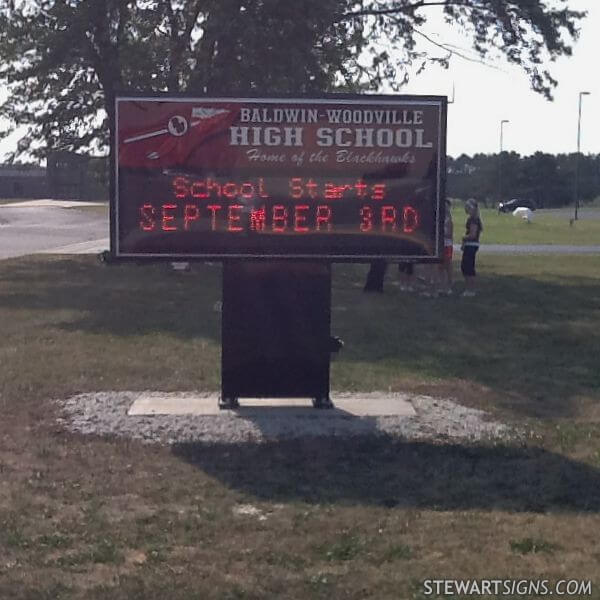 BALDWIN-WOODVILLE
HIGH SCHOOL
Home of the Blackhawks
School Starts
SEPTEMBER 3RD
STEWARTSIGNS.COM